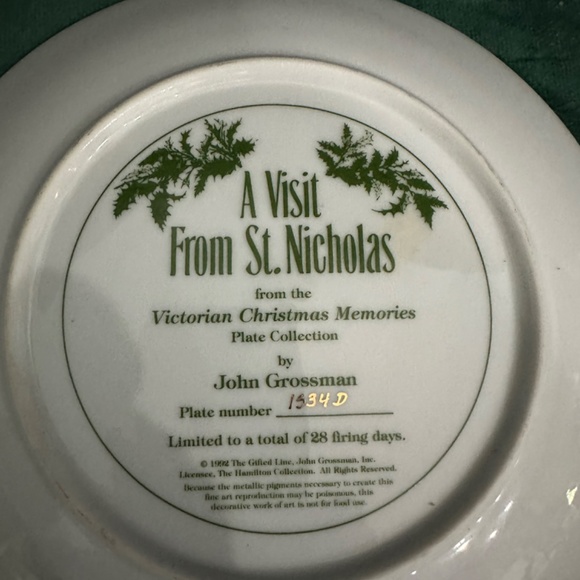 A Visit
From St. Nicholas
from the
Victorian Christmas Memories
Plate Collection
by
John Grossman
Plate number 1534D
Limited to a total of 28 firing days.
© 1992 The Gifted Line, John Grossman, Inc.
Licensee, The Hamilton Collection. All Rights Reserved.
Because the metallic pigments necessary to create this
fine art reproduction may be poisonous, this
decorative work of art is not for food use.